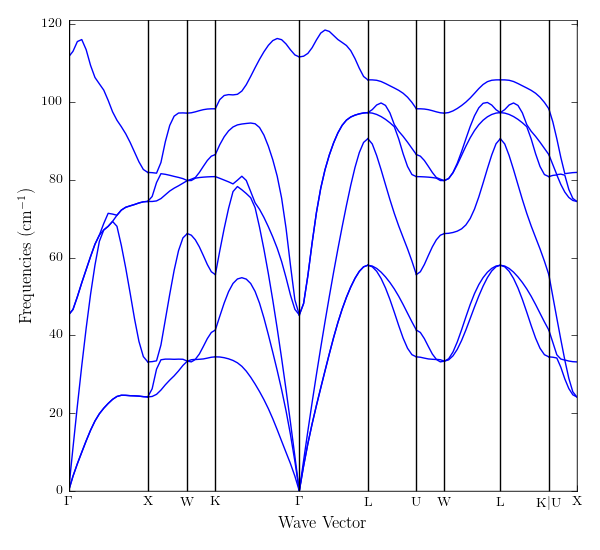 120
100
80
60
40
20
0
Frequencies (cm⁻¹)
Γ X W K Γ L U W L K|U X
Wave Vector